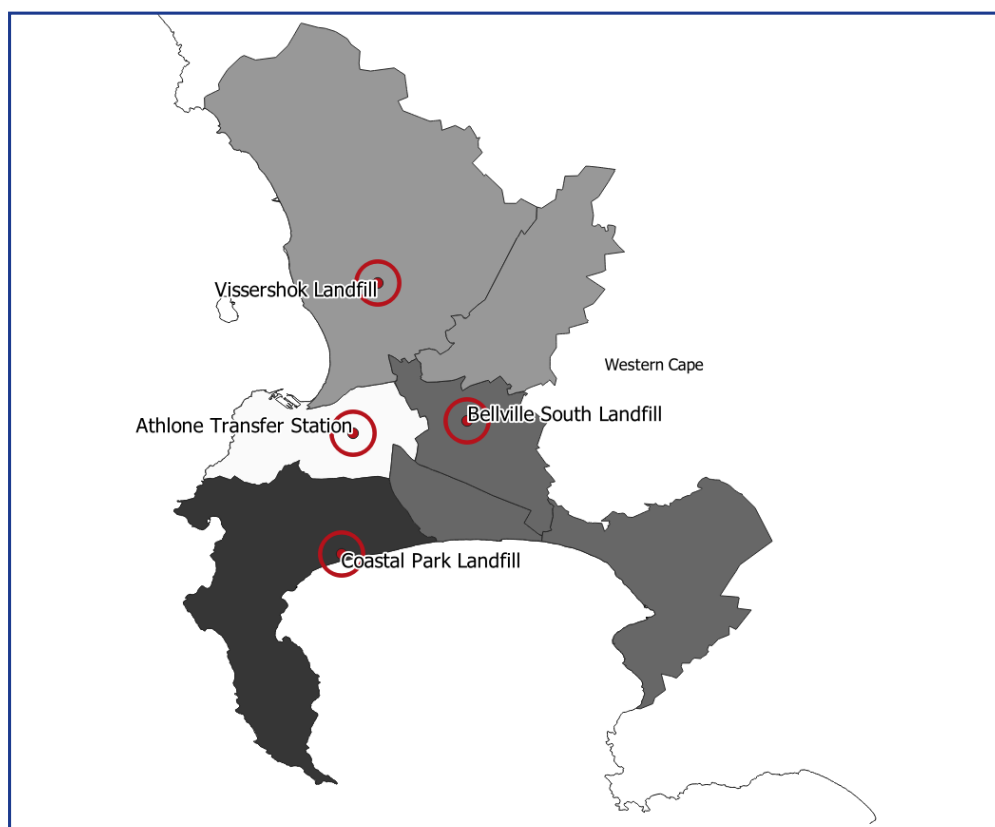 Vissershok Landfill
Western Cape
Bellville South Landfill
Athlone Transfer Station
Coastal Park Landfill